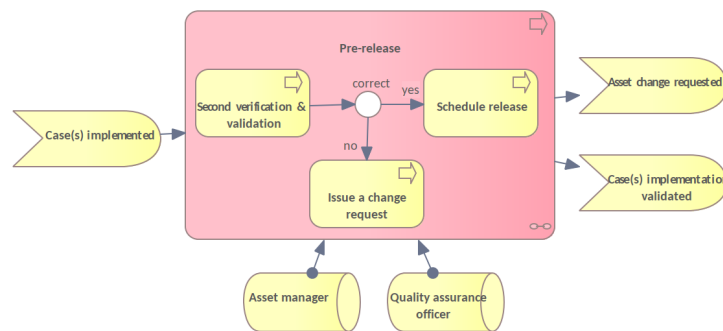 Pre-release
Asset change requested
Second verification &
validation
correct
yes
Schedule release
Case(s) implemented
no
Case(s) implementation
validated
Issue a change
request
Asset manager
Quality assurance
officer